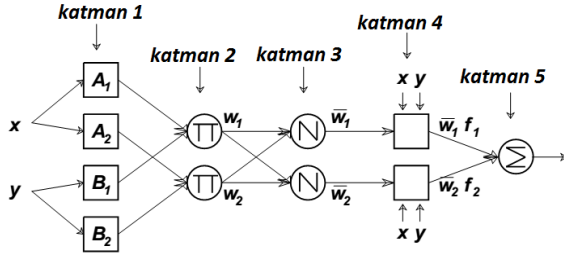 katman 1
katman 2
katman 3
katman 4
katman 5
x
y
A₁
A₂
B₁
B₂
Π
Π
w₁
w₂
N
N
w̅₁
w̅₂
x y
x y
w̅₁ f₁
w̅₂ f₂
Σ